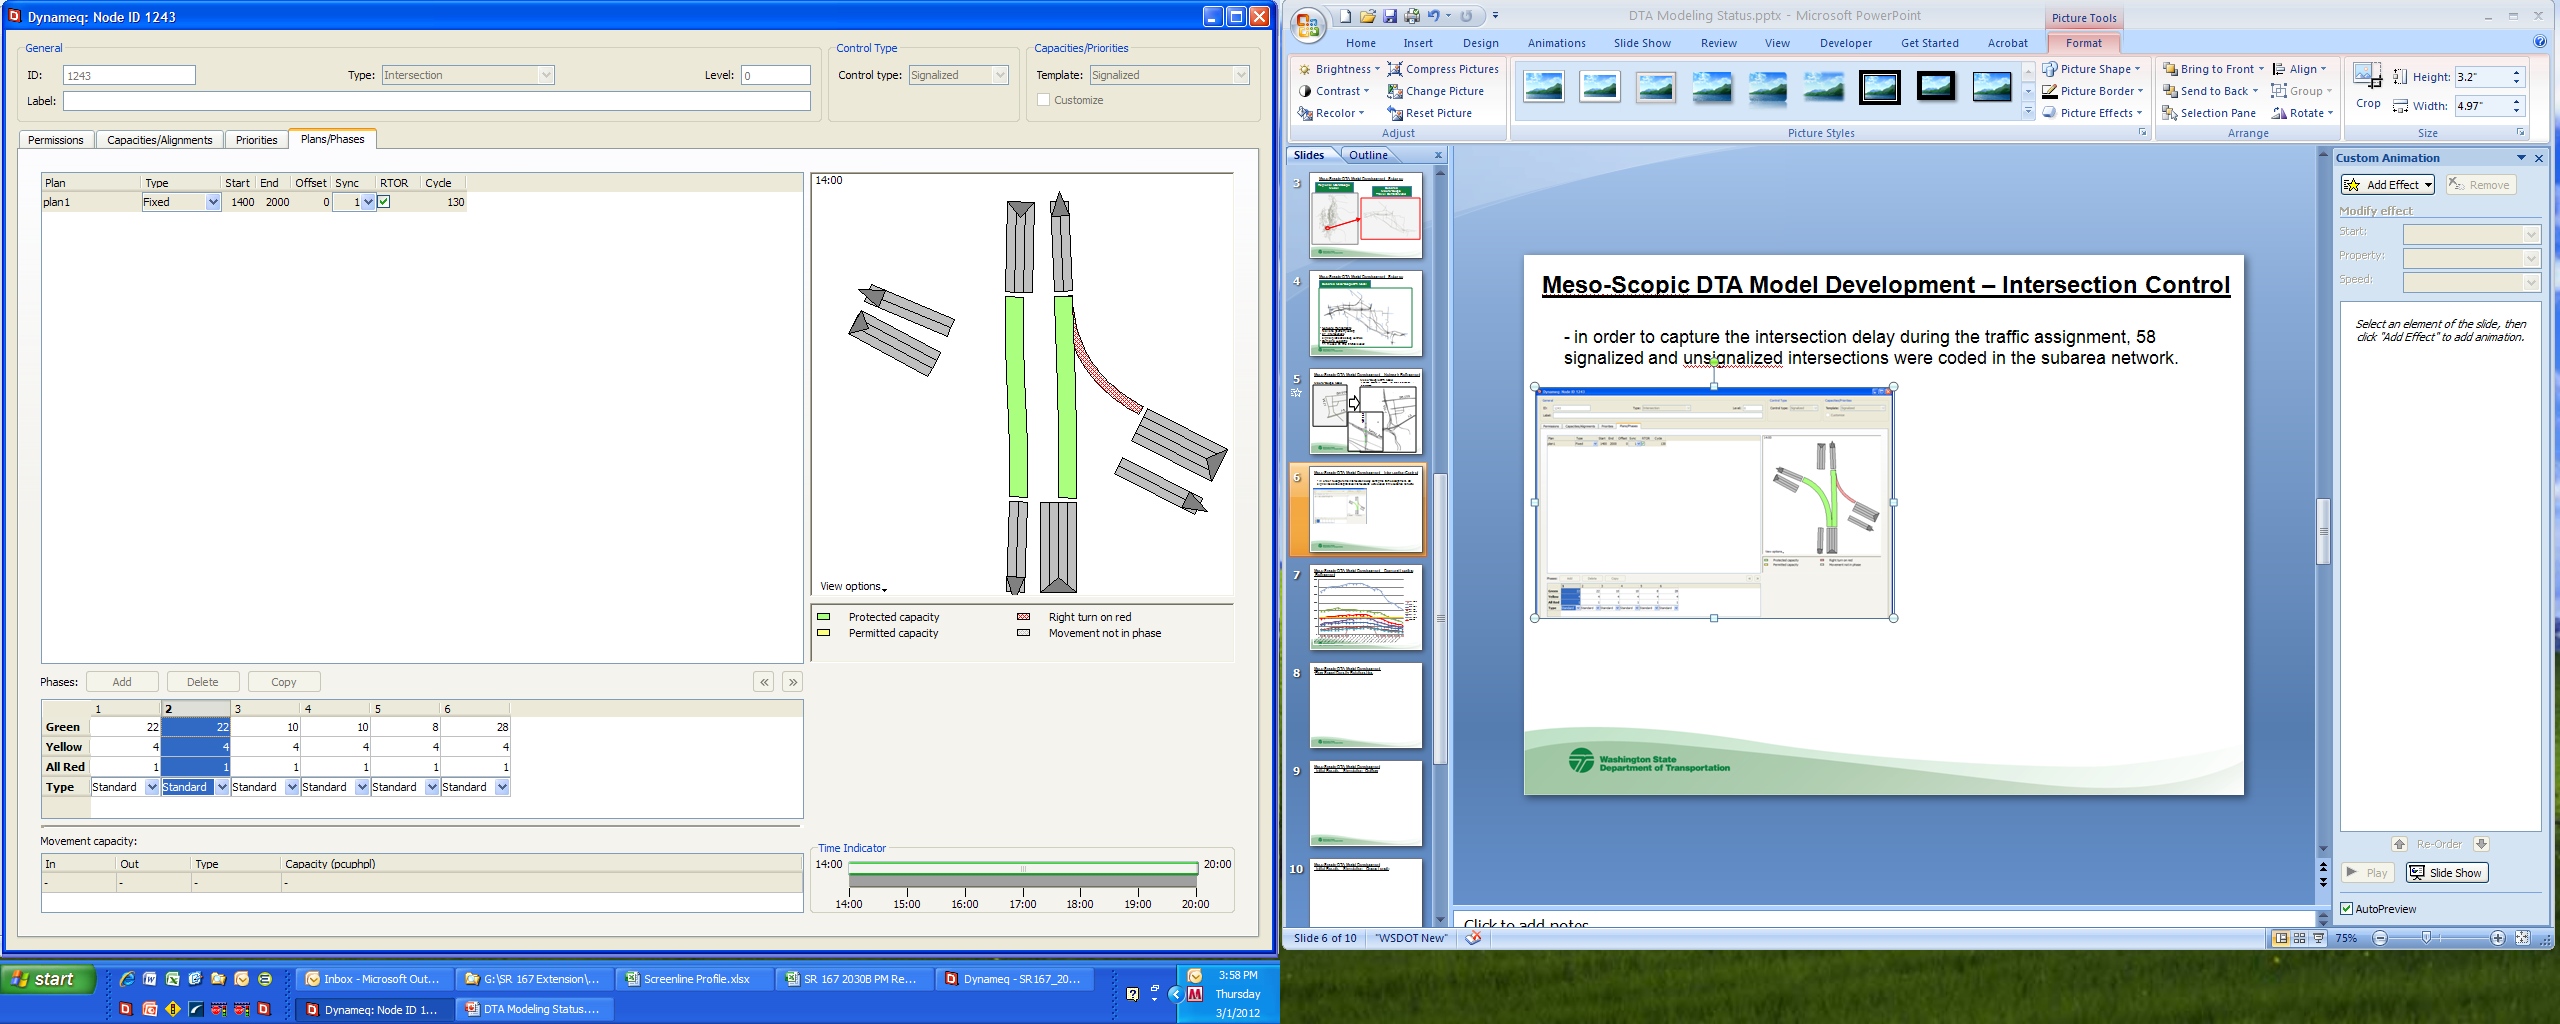 Dynameq: Node ID 1243
General
ID: 1243 Type: Intersection Level: 0
Label:
Control Type
Control type: Signalized
Capacities/Priorities
Template: Signalized
Customize
Permissions Capacities/Alignments Priorities Plans/Phases
Plan Type Start End Offset Sync RTOR Cycle
plan1 Fixed 1400 2000 0 1 130
14:00
View options
Protected capacity Right turn on red
Permitted capacity Movement not in phase
Phases: Add Delete Copy « »
1 2 3 4 5 6
Green 22 22 10 10 8 28
Yellow 4 4 4 4 4 4
All Red 1 1 1 1 1 1
Type Standard Standard Standard Standard Standard Standard
Movement capacity:
In Out Type Capacity (pcuphpl)
- - - -
Time Indicator
14:00 20:00
14:00 15:00 16:00 17:00 18:00 19:00 20:00
start
Inbox - Microsoft Out... G:\SR 167 Extension\... Screenline Profile.xlsx SR 167 2030B PM Re... Dynameq - SR167_20...
Dynameq: Node ID 1... DTA Modeling Status....
3:58 PM
Thursday
3/1/2012
DTA Modeling Status.pptx - Microsoft PowerPoint
Picture Tools
Home Insert Design Animations Slide Show Review View Developer Get Started Acrobat Format
Brightness Compress Pictures
Contrast Change Picture
Recolor Reset Picture
Adjust
Picture Shape
Picture Border
Picture Effects
Picture Styles
Bring to Front Align
Send to Back Group
Selection Pane Rotate
Arrange
Crop
Height: 3.2"
Width: 4.97"
Size
Slides Outline
3
4
5
6
7
8
9
10
Meso-Scopic DTA Model Development – Intersection Control
- in order to capture the intersection delay during the traffic assignment, 58
signalized and unsignalized intersections were coded in the subarea network.
Dynameq: Node ID 1243
Washington State
Department of Transportation
Click to add notes
Custom Animation
Add Effect Remove
Modify effect
Start:
Property:
Speed:
Select an element of the slide, then
click "Add Effect" to add animation.
Re-Order
Play Slide Show
AutoPreview
Slide 6 of 10 "WSDOT New" 75%